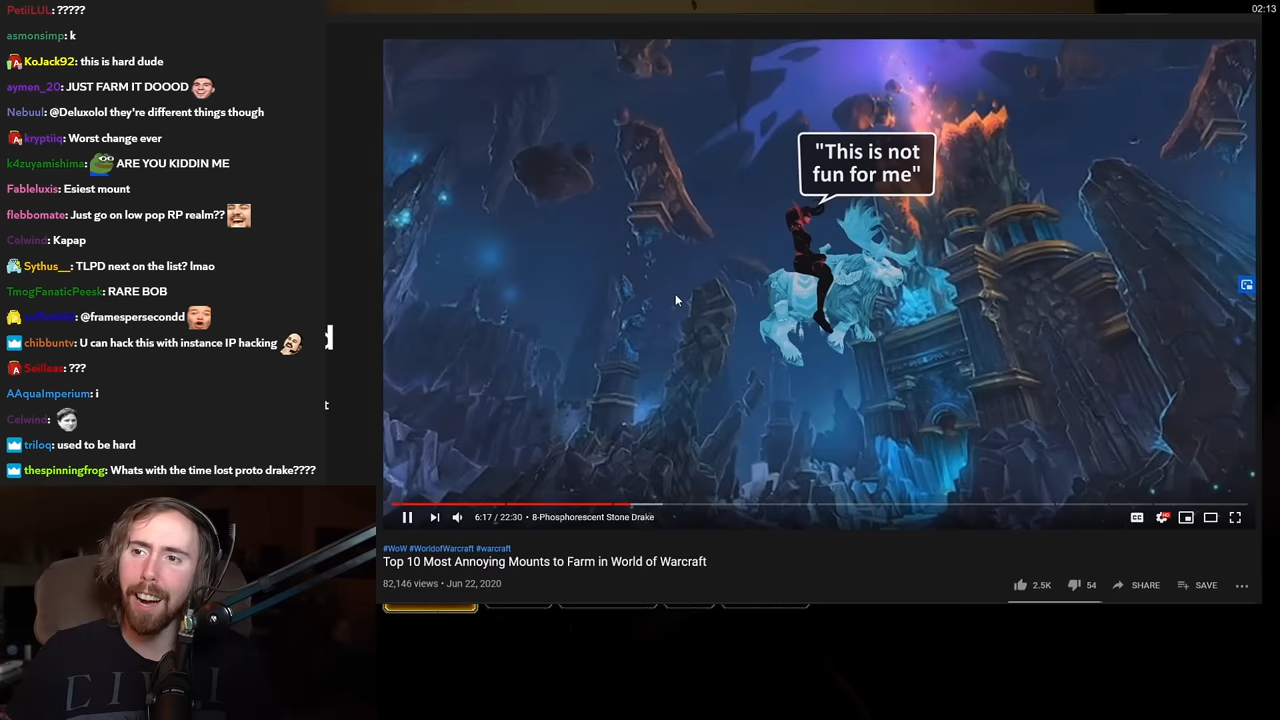 PetiiLUL: ?????
asmonsimp: k
KoJack92: this is hard dude
aymen_20: JUST FARM IT DOOOD
Nebuul: @Deluxolol they're different things though
kryptiiq: Worst change ever
k4zuyamishima: ARE YOU KIDDIN ME
Fableluxis: Esiest mount
flebbomate: Just go on low pop RP realm??
Celwind: Kapap
Sythus__: TLPD next on the list? lmao
TmogFanaticPeesk: RARE BOB
@framespersecondd
chibbuntv: U can hack this with instance IP hacking
Seilleas: ???
AAquaImperium: i
Celwind:
triloq: used to be hard
thespinningfrog: Whats with the time lost proto drake????
d
t
02:13
"This is not
fun for me"
6:17 / 22:30 • 8-Phosphorescent Stone Drake
CC
HD
#WoW #WorldofWarcraft #warcraft
Top 10 Most Annoying Mounts to Farm in World of Warcraft
82,146 views • Jun 22, 2020
2.5K
54
SHARE
SAVE
CIVI